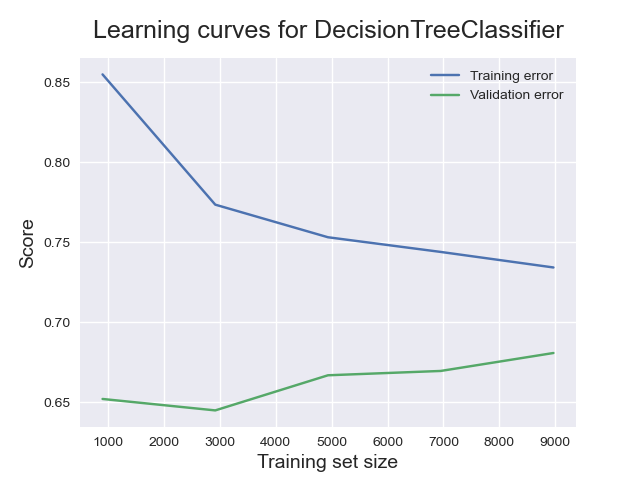 Learning curves for DecisionTreeClassifier
Training error
Validation error
0.85
0.80
0.75
0.70
0.65
Score
1000 2000 3000 4000 5000 6000 7000 8000 9000
Training set size